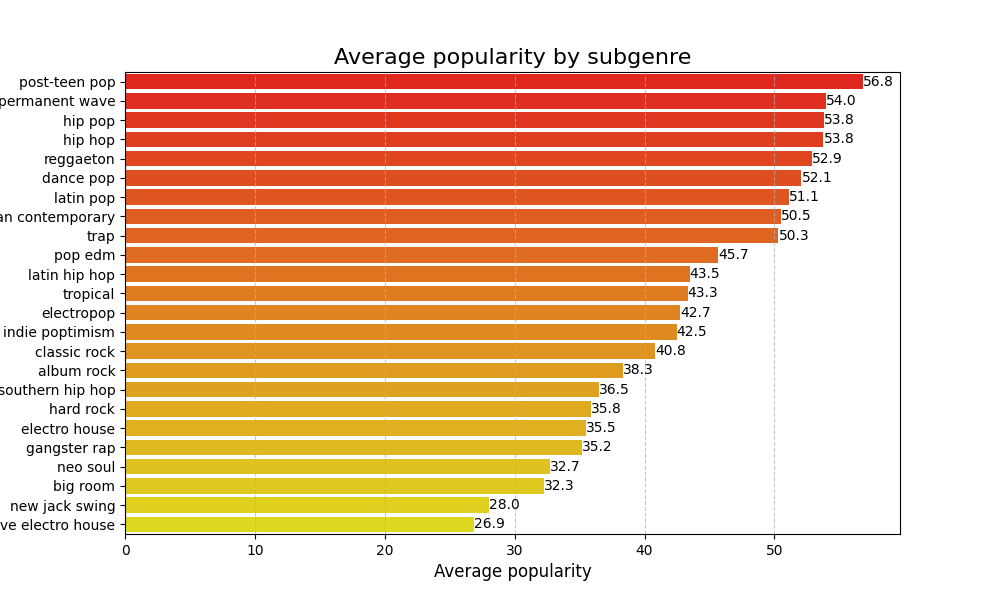 Average popularity by subgenre
post-teen pop 56.8
permanent wave 54.0
hip pop 53.8
hip hop 53.8
reggaeton 52.9
dance pop 52.1
latin pop 51.1
an contemporary 50.5
trap 50.3
pop edm 45.7
latin hip hop 43.5
tropical 43.3
electropop 42.7
indie poptimism 42.5
classic rock 40.8
album rock 38.3
southern hip hop 36.5
hard rock 35.8
electro house 35.5
gangster rap 35.2
neo soul 32.7
big room 32.3
new jack swing 28.0
ve electro house 26.9
0 10 20 30 40 50
Average popularity